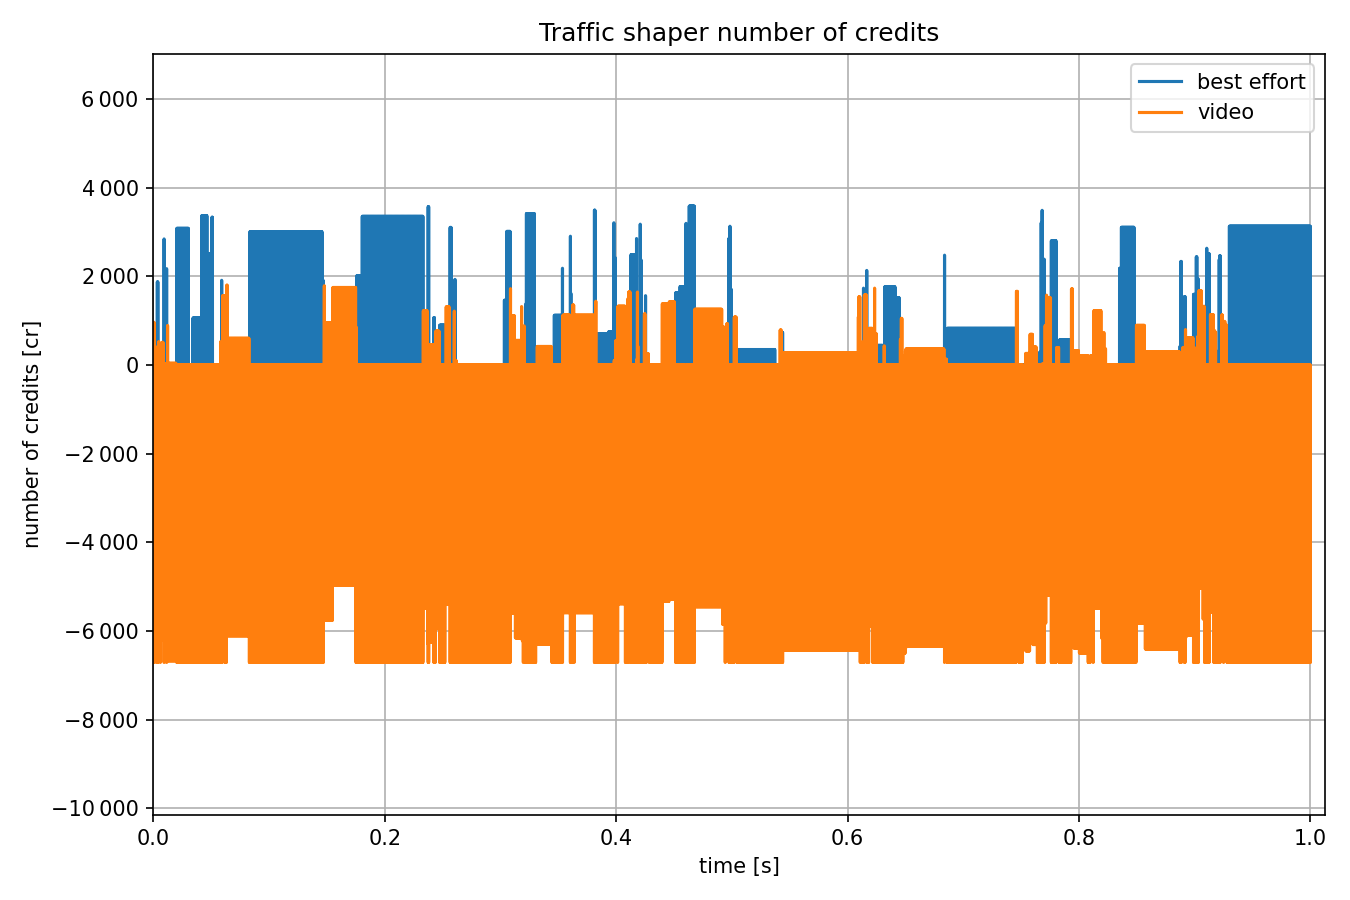 Traffic shaper number of credits
best effort
video
number of credits [cr]
6 000
4 000
2 000
0
−2 000
−4 000
−6 000
−8 000
−10 000
0.0 0.2 0.4 0.6 0.8 1.0
time [s]